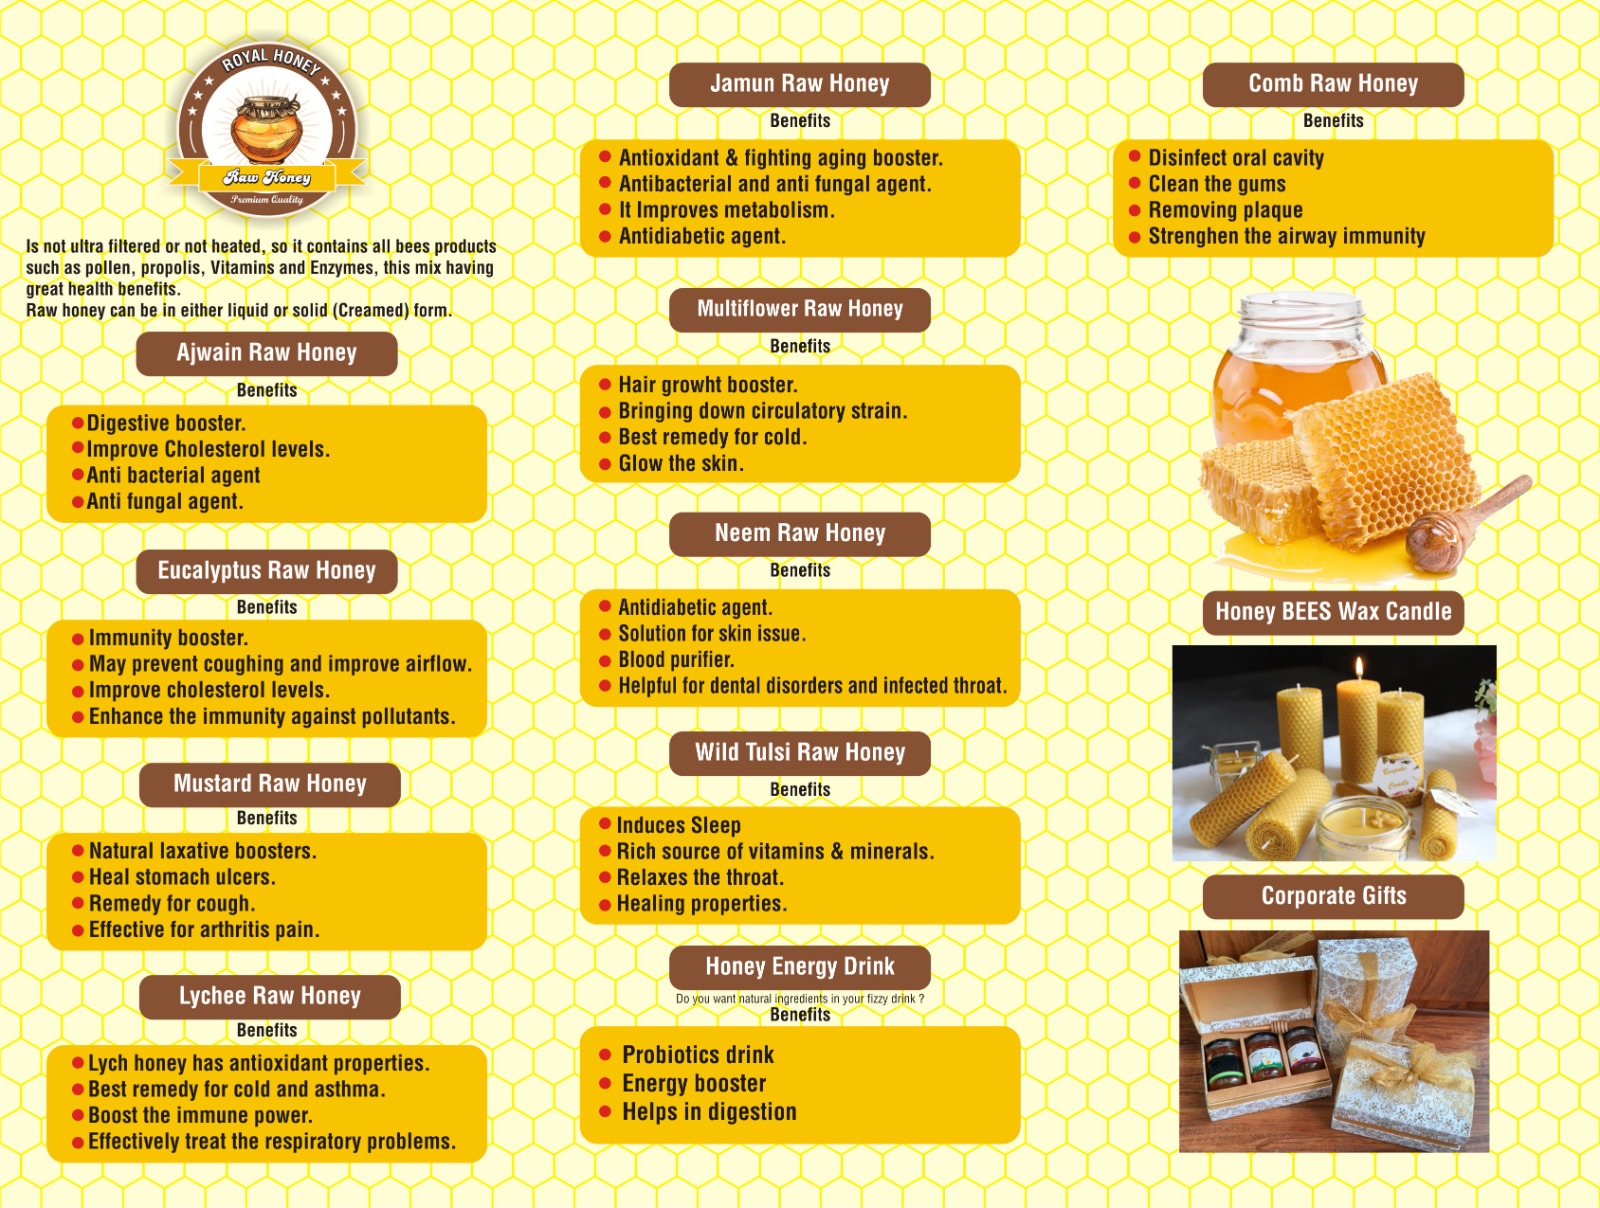 ROYAL HONEY
Raw Honey
Premium Quality
Is not ultra filtered or not heated, so it contains all bees products
such as pollen, propolis, Vitamins and Enzymes, this mix having
great health benefits.
Raw honey can be in either liquid or solid (Creamed) form.
Ajwain Raw Honey
Benefits
Digestive booster.
Improve Cholesterol levels.
Anti bacterial agent
Anti fungal agent.
Eucalyptus Raw Honey
Benefits
Immunity booster.
May prevent coughing and improve airflow.
Improve cholesterol levels.
Enhance the immunity against pollutants.
Mustard Raw Honey
Benefits
Natural laxative boosters.
Heal stomach ulcers.
Remedy for cough.
Effective for arthritis pain.
Lychee Raw Honey
Benefits
Lych honey has antioxidant properties.
Best remedy for cold and asthma.
Boost the immune power.
Effectively treat the respiratory problems.
Jamun Raw Honey
Benefits
Antioxidant & fighting aging booster.
Antibacterial and anti fungal agent.
It Improves metabolism.
Antidiabetic agent.
Multiflower Raw Honey
Benefits
Hair growht booster.
Bringing down circulatory strain.
Best remedy for cold.
Glow the skin.
Neem Raw Honey
Benefits
Antidiabetic agent.
Solution for skin issue.
Blood purifier.
Helpful for dental disorders and infected throat.
Wild Tulsi Raw Honey
Benefits
Induces Sleep
Rich source of vitamins & minerals.
Relaxes the throat.
Healing properties.
Honey Energy Drink
Do you want natural ingredients in your fizzy drink ?
Benefits
Probiotics drink
Energy booster
Helps in digestion
Comb Raw Honey
Benefits
Disinfect oral cavity
Clean the gums
Removing plaque
Strenghen the airway immunity
Honey BEES Wax Candle
Candle
Corporate Gifts